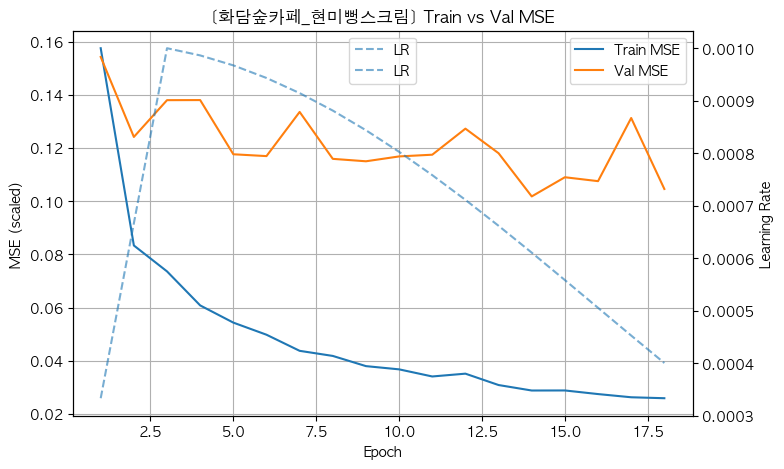 [화담숲카페_현미뻥스크림] Train vs Val MSE
LR
LR
Train MSE
Val MSE
MSE (scaled)
0.16
0.14
0.12
0.10
0.08
0.06
0.04
0.02
0.0010
0.0009
0.0008
0.0007
0.0006
0.0005
0.0004
0.0003
Learning Rate
2.5
5.0
7.5
10.0
12.5
15.0
17.5
Epoch